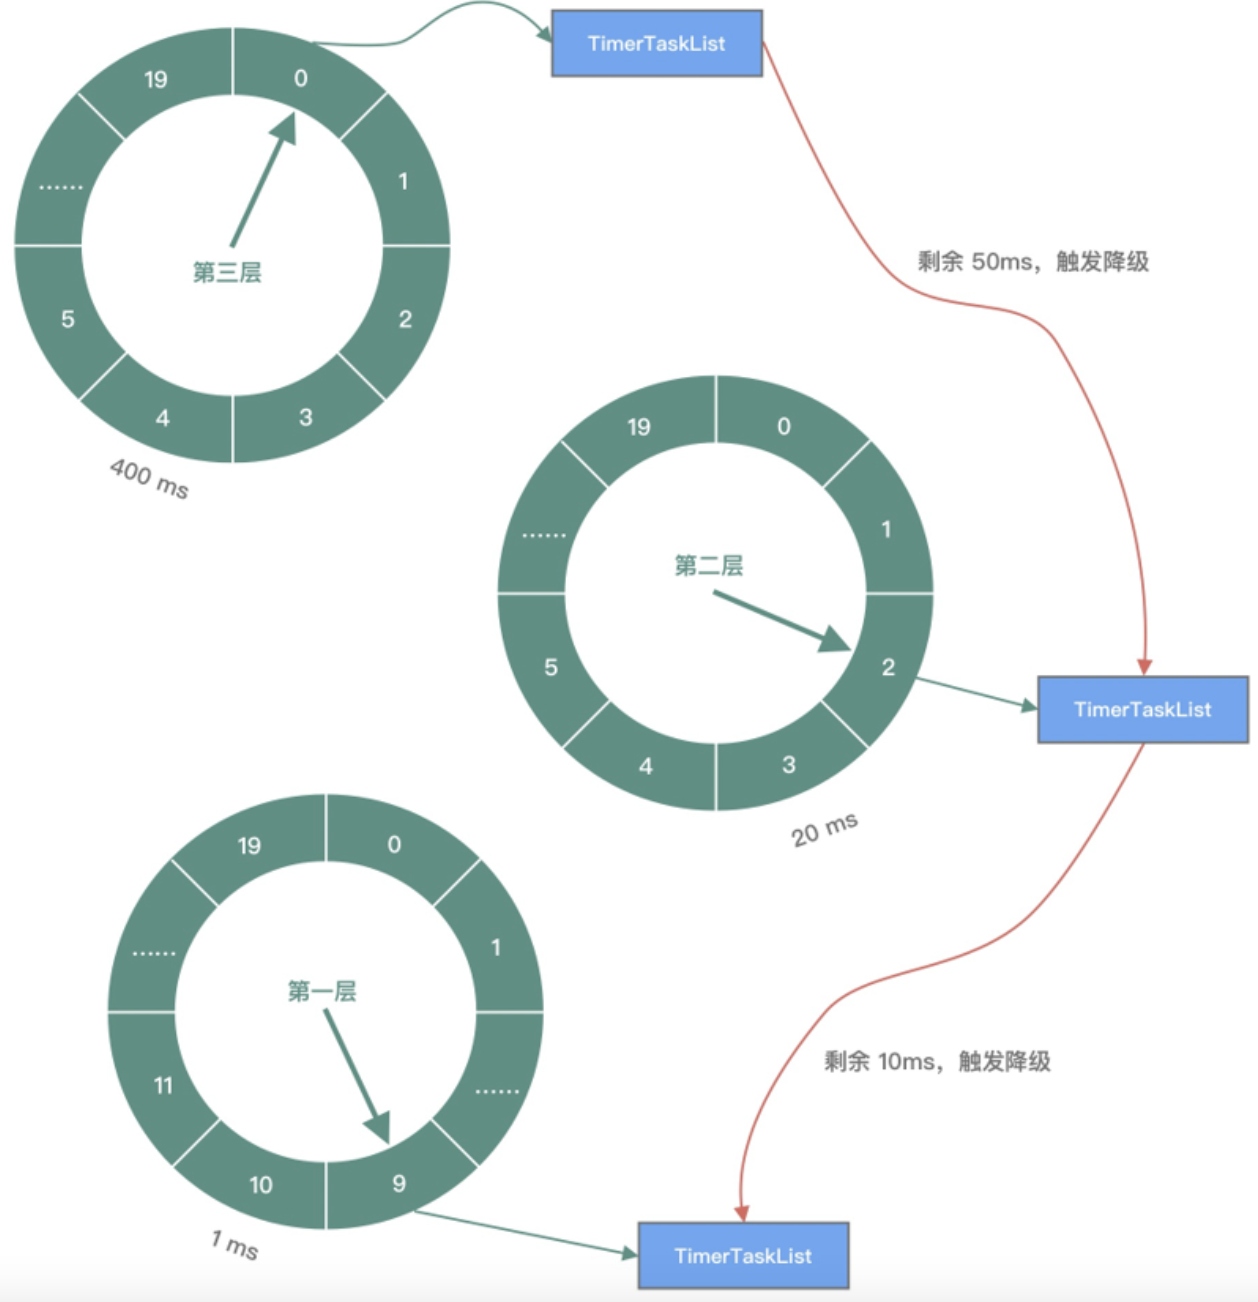 TimerTaskList
19
0
1
2
3
4
5
......
第三层
400 ms
剩余 50ms，触发降级
19
0
1
2
3
4
5
......
第二层
20 ms
TimerTaskList
19
0
1
......
9
10
11
......
第一层
1 ms
剩余 10ms，触发降级
TimerTaskList